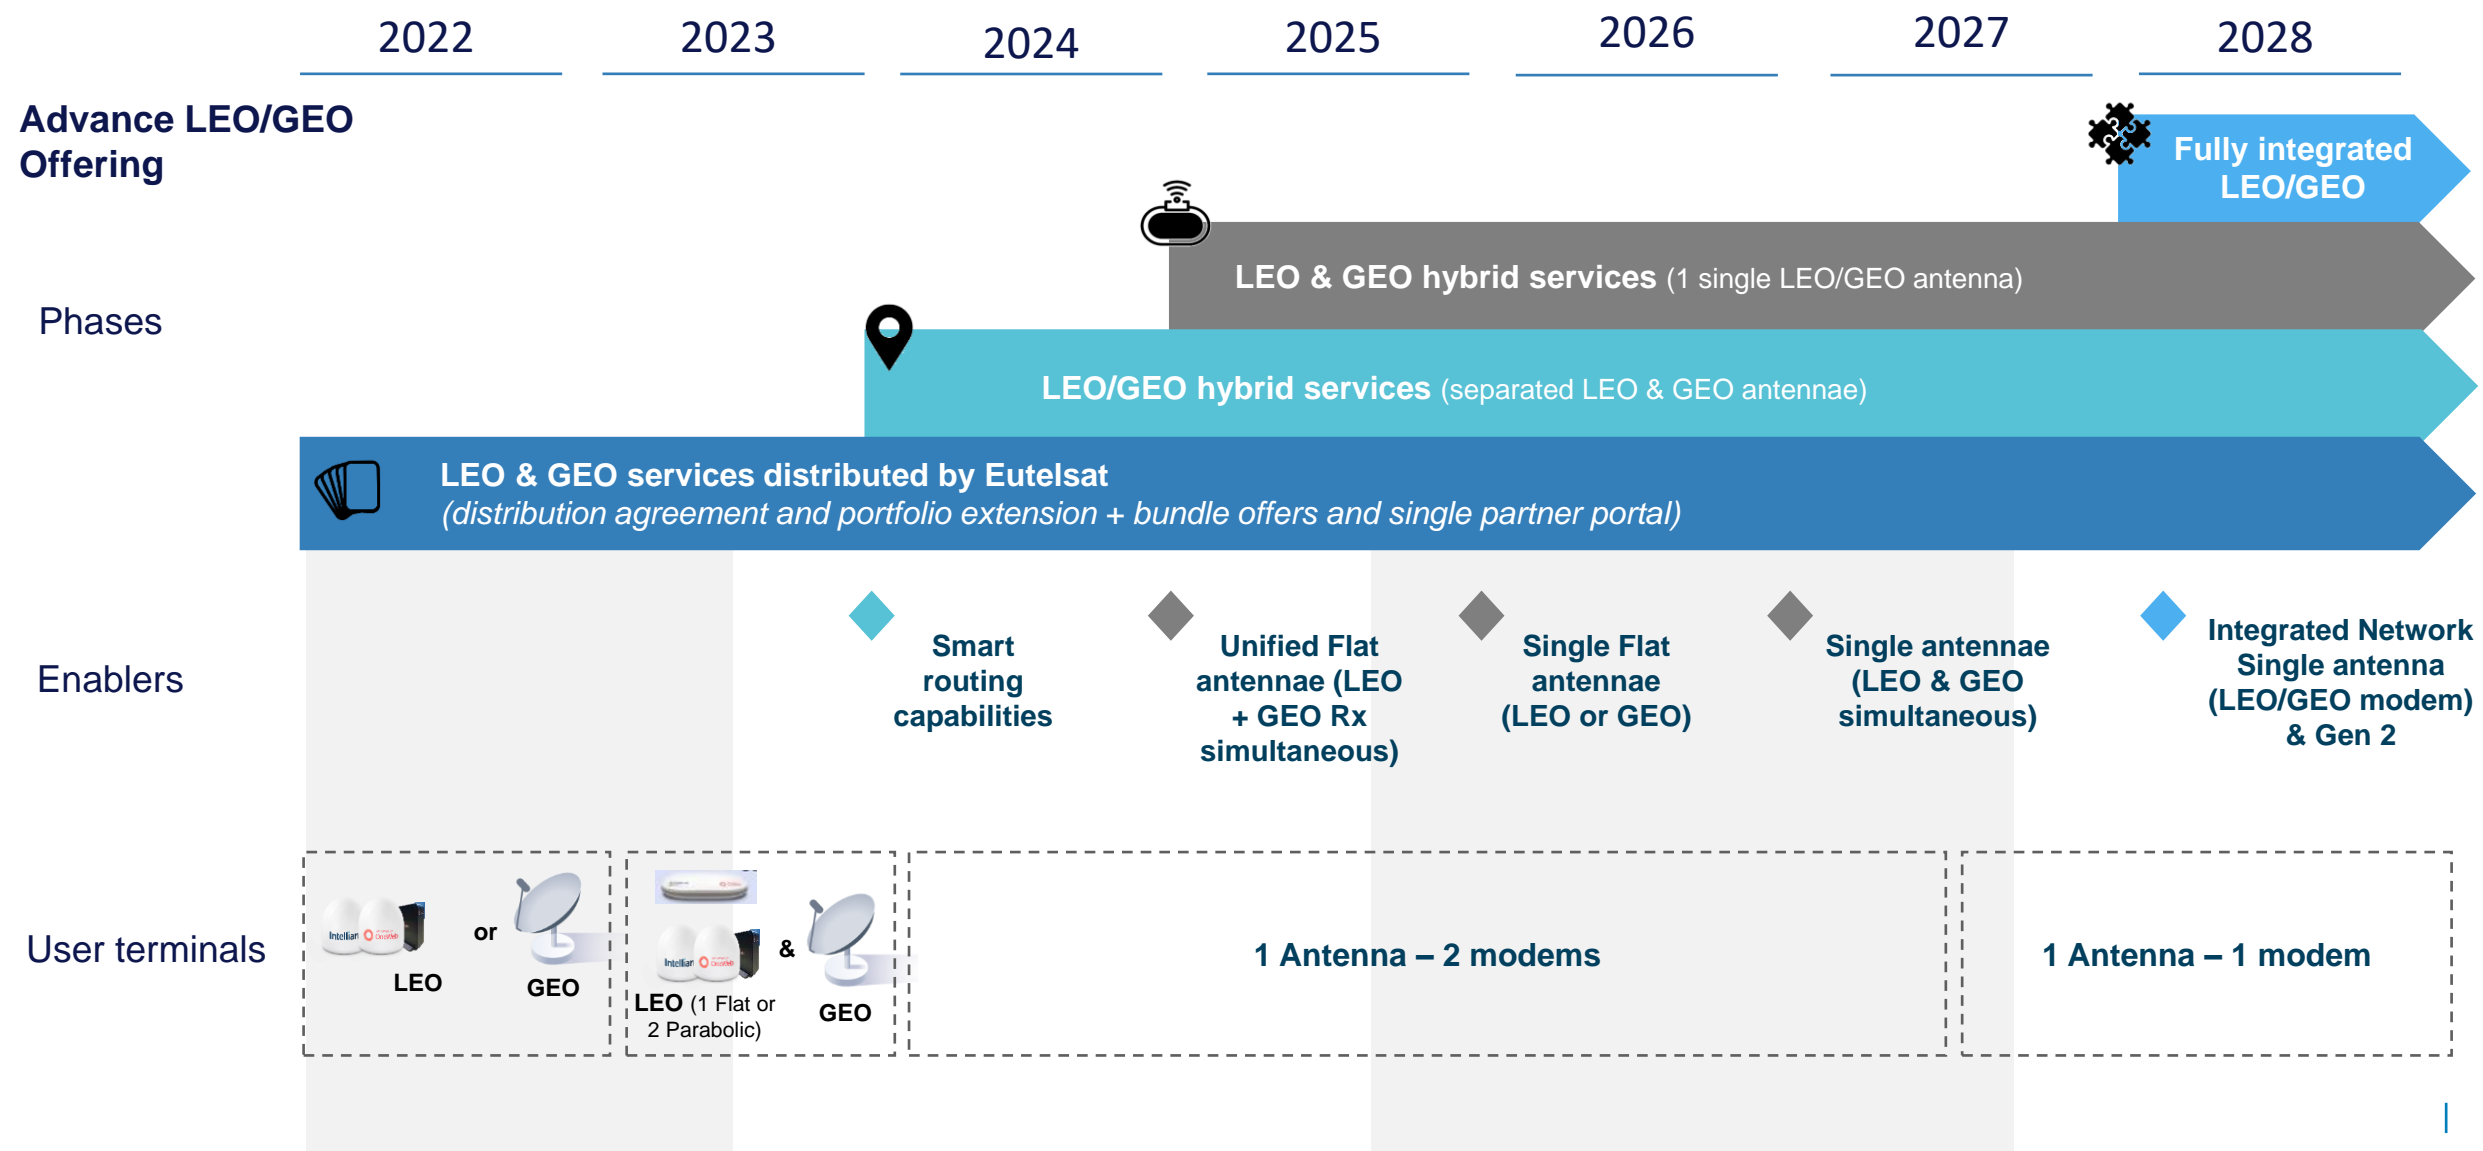 2022
2023
2024
2025
2026
2027
2028
Advance LEO/GEO
Offering
Fully integrated
LEO/GEO
LEO & GEO hybrid services (1 single LEO/GEO antenna)
Phases
LEO/GEO hybrid services (separated LEO & GEO antennae)
LEO & GEO services distributed by Eutelsat
(distribution agreement and portfolio extension + bundle offers and single partner portal)
Enablers
Smart
routing
capabilities
Unified Flat
antennae (LEO
+ GEO Rx
simultaneous)
Single Flat
antennae
(LEO or GEO)
Single antennae
(LEO & GEO
simultaneous)
Integrated Network
Single antenna
(LEO/GEO modem)
& Gen 2
User terminals
Intellian
OneWeb
LEO
or
GEO
Intellian
OneWeb
LEO (1 Flat or
2 Parabolic)
&
GEO
1 Antenna – 2 modems
1 Antenna – 1 modem